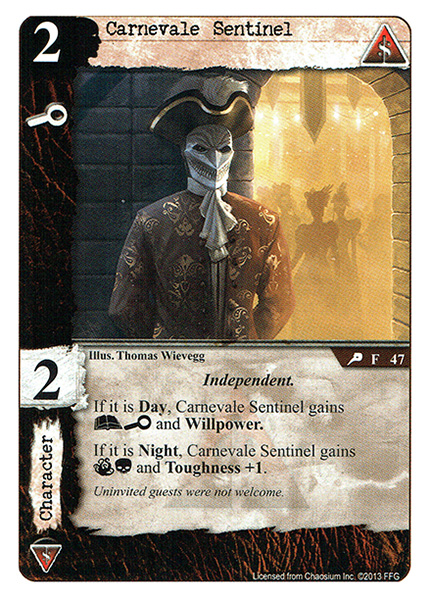 2
Carnevale Sentinel
Illus. Thomas Wievegg
F 47
2
Independent.
If it is Day, Carnevale Sentinel gains
and Willpower.
If it is Night, Carnevale Sentinel gains
and Toughness +1.
Uninvited guests were not welcome.
Character
Licensed from Chaosium Inc. ©2013 FFG